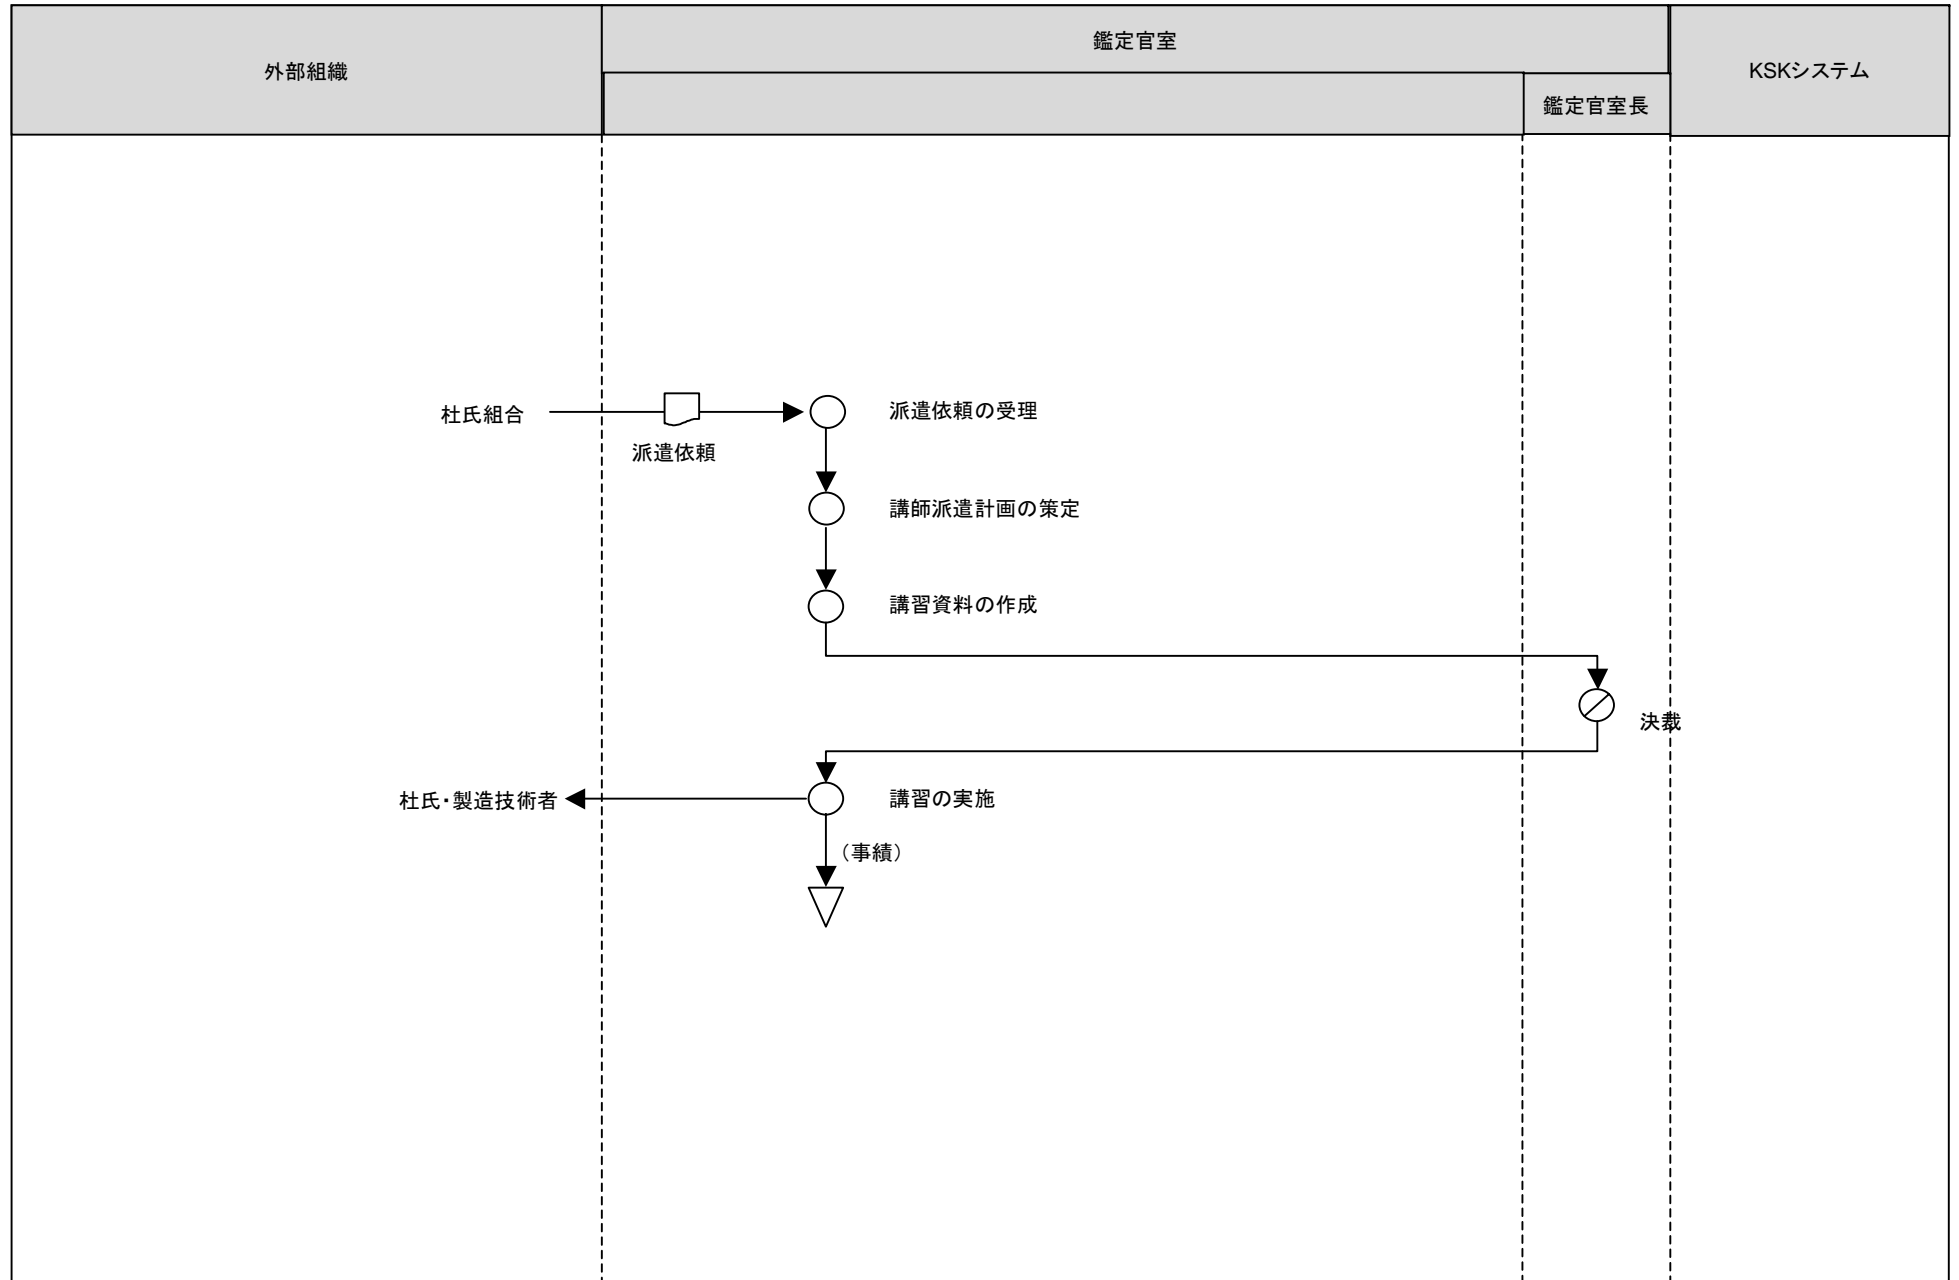 外部組織
鑑定官室
KSKシステム
鑑定官室長
杜氏組合
派遣依頼の受理
派遣依頼
講師派遣計画の策定
講習資料の作成
決裁
杜氏・製造技術者
講習の実施
（事績）